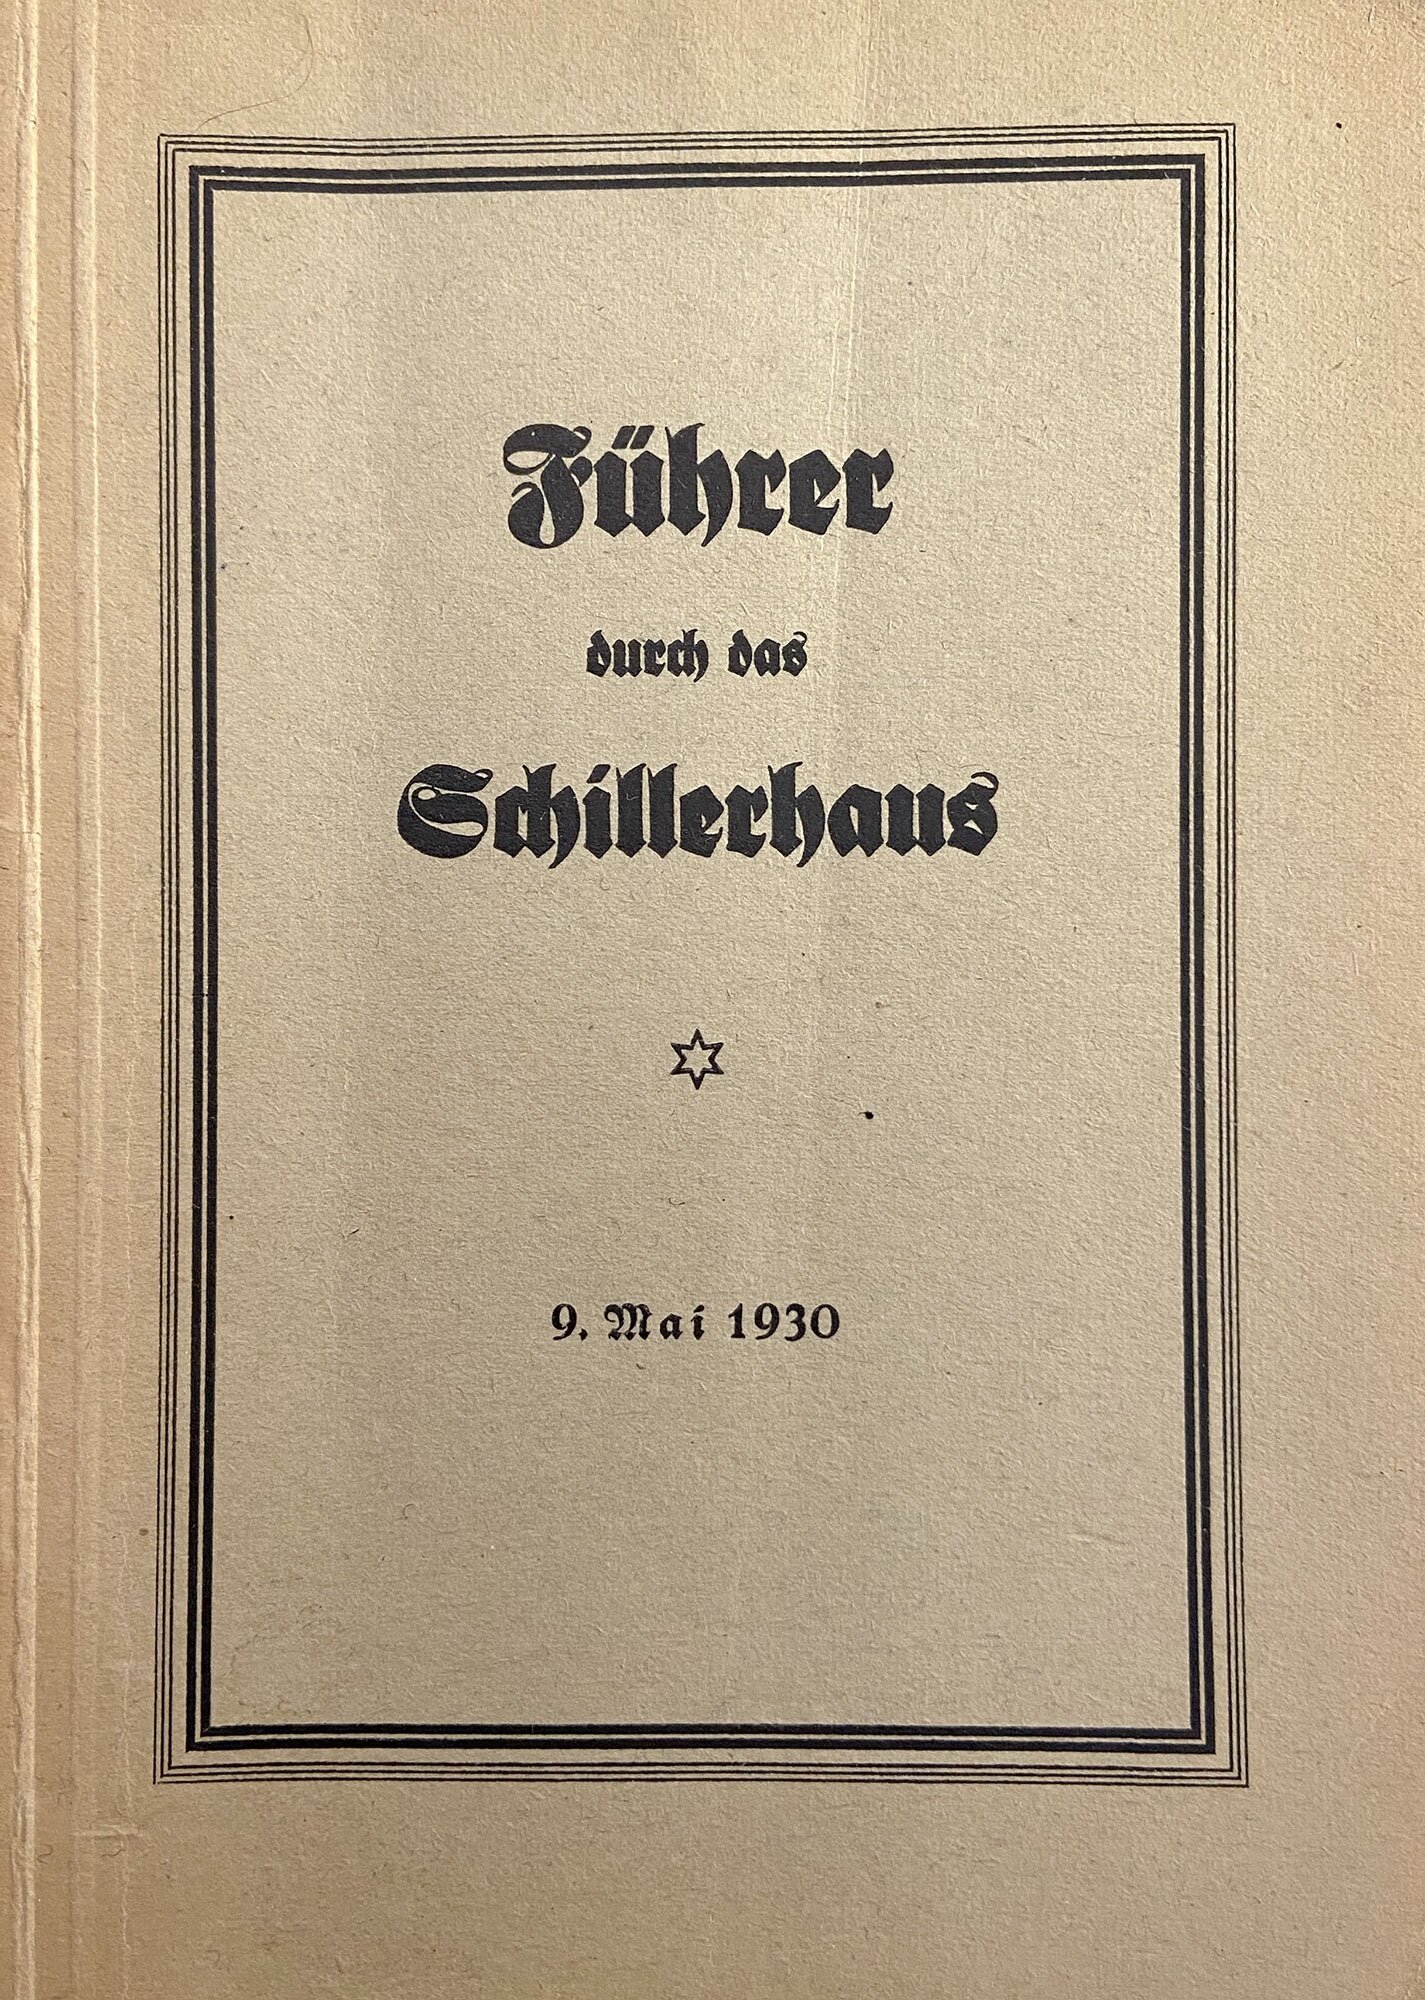 Führer
durch das
Schillerhaus
9. Mai 1930